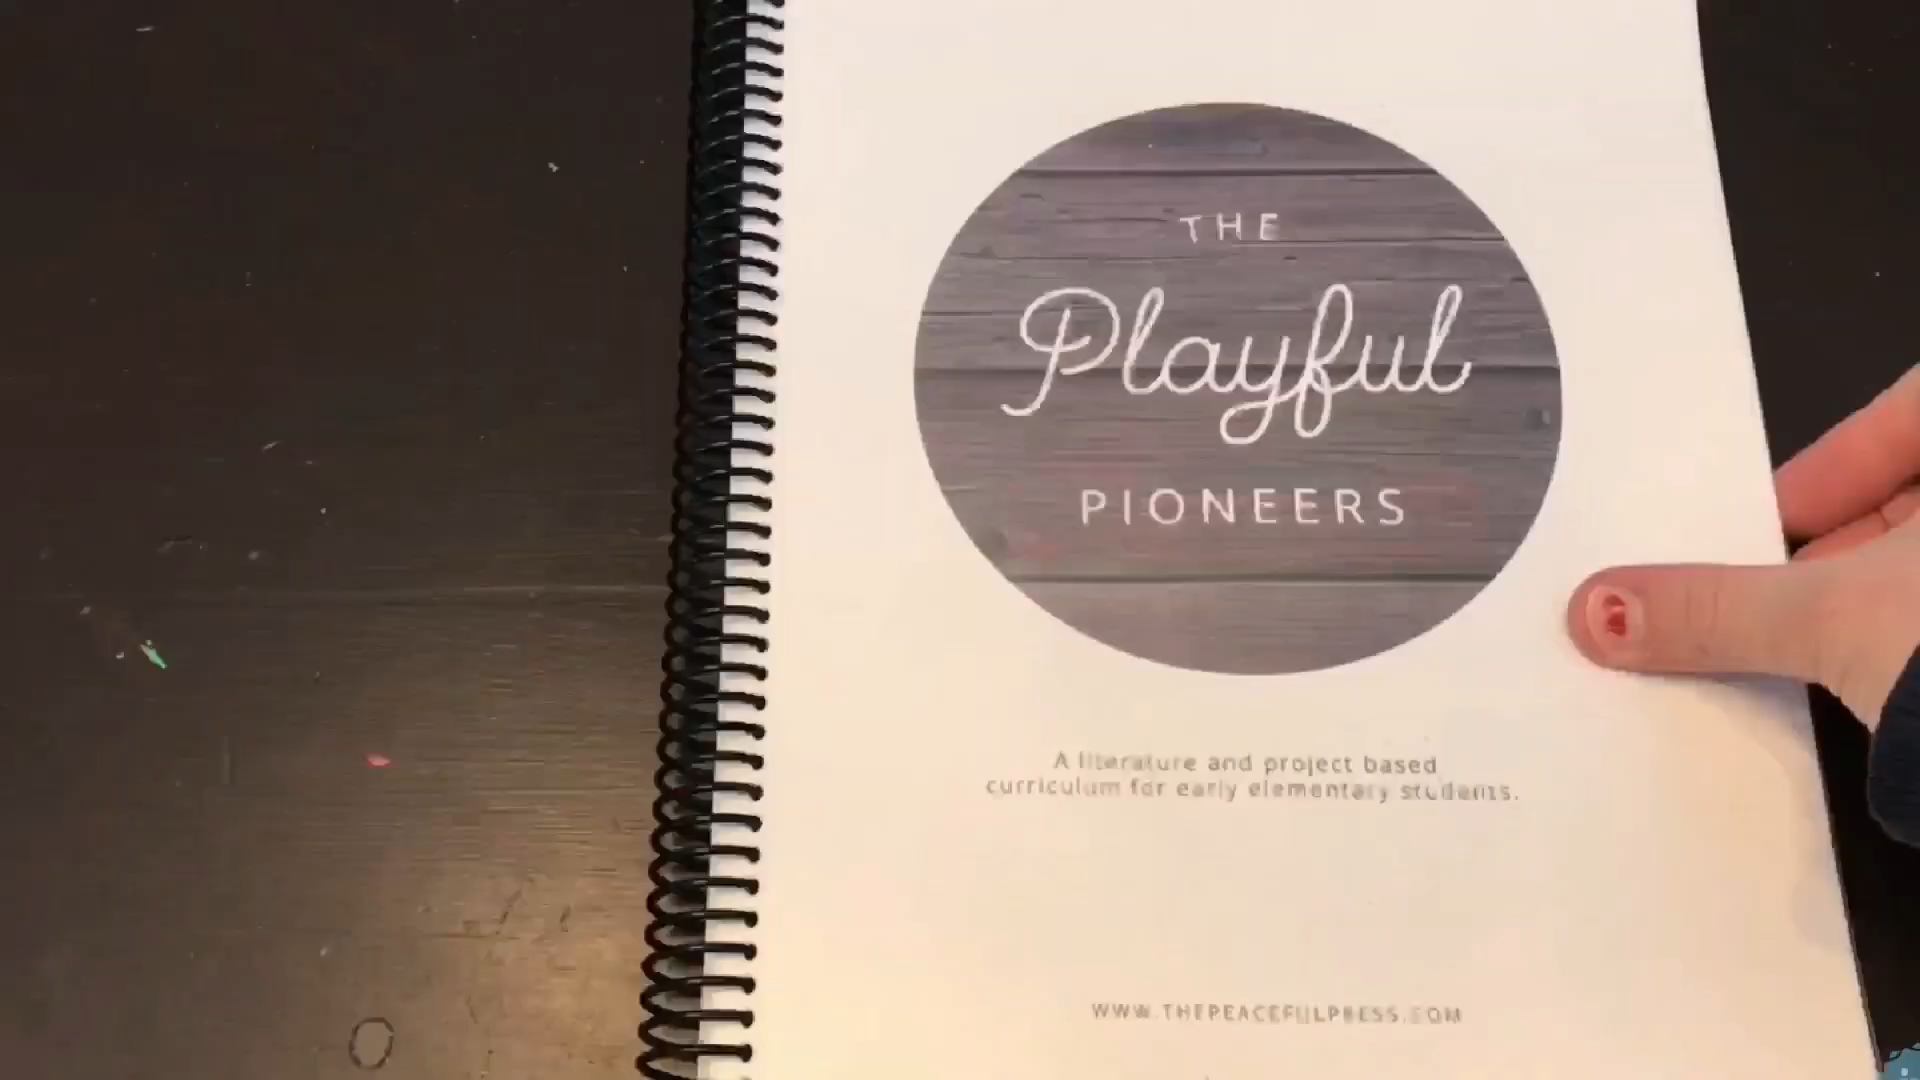 THE
Playful
PIONEERS
A literature and project based
curriculum for early elementary students.
WWW.THEPEACEFULPRESS.COM